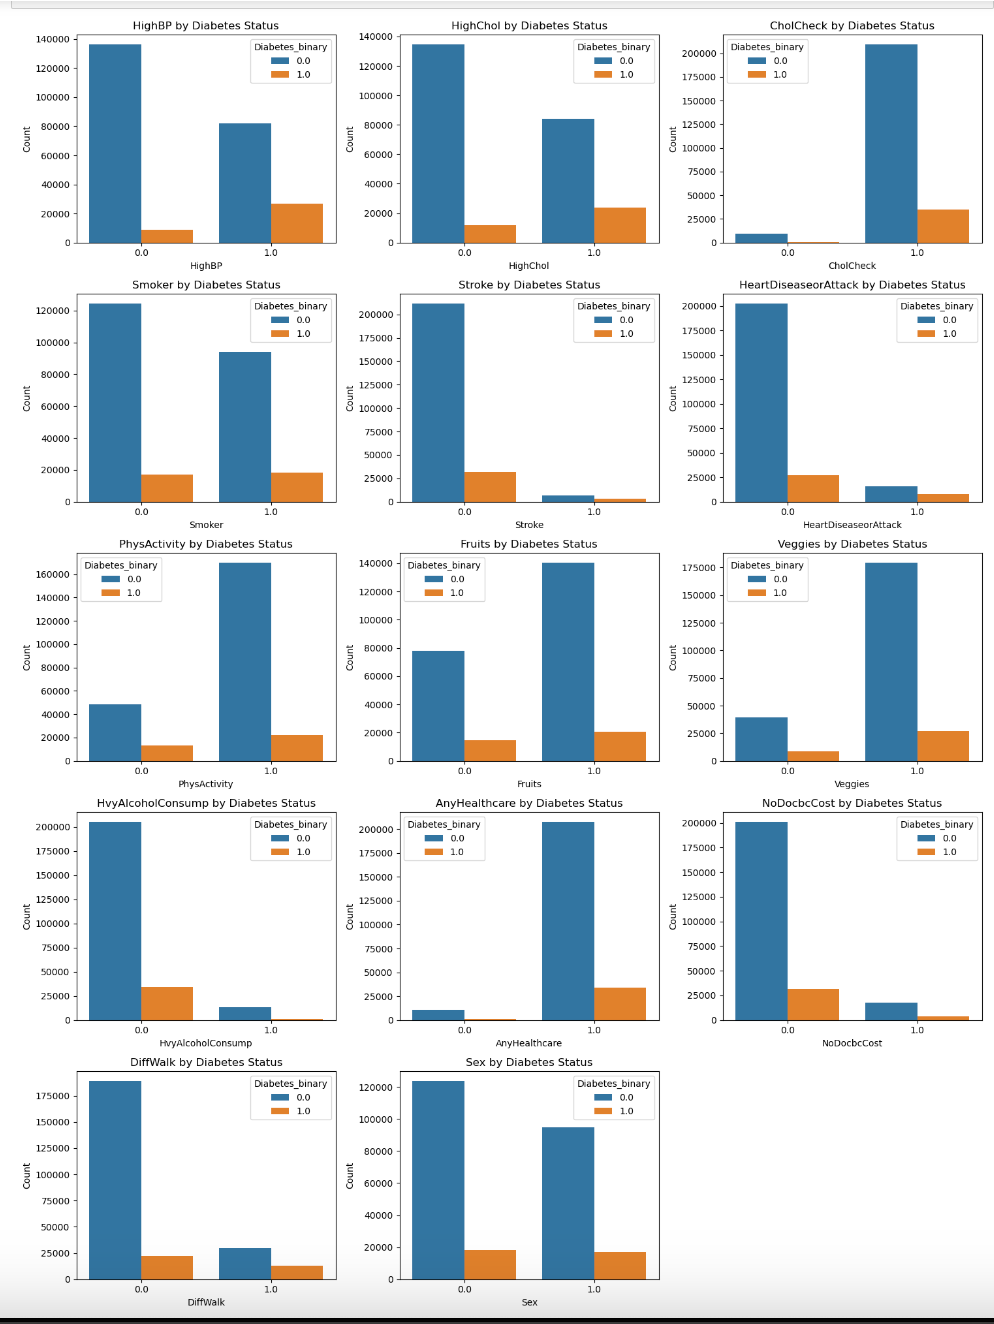 HighBP by Diabetes Status
Diabetes_binary
0.0
1.0
140000
120000
100000
80000
60000
40000
20000
0
Count
0.0 1.0
HighBP
HighChol by Diabetes Status
Diabetes_binary
0.0
1.0
140000
120000
100000
80000
60000
40000
20000
0
Count
0.0 1.0
HighChol
CholCheck by Diabetes Status
Diabetes_binary
0.0
1.0
200000
175000
150000
125000
100000
75000
50000
25000
0
Count
0.0 1.0
CholCheck
Smoker by Diabetes Status
Diabetes_binary
0.0
1.0
120000
100000
80000
60000
40000
20000
0
Count
0.0 1.0
Smoker
Stroke by Diabetes Status
Diabetes_binary
0.0
1.0
200000
175000
150000
125000
100000
75000
50000
25000
0
Count
0.0 1.0
Stroke
HeartDiseaseorAttack by Diabetes Status
Diabetes_binary
0.0
1.0
200000
175000
150000
125000
100000
75000
50000
25000
0
Count
0.0 1.0
HeartDiseaseorAttack
PhysActivity by Diabetes Status
Diabetes_binary
0.0
1.0
160000
140000
120000
100000
80000
60000
40000
20000
0
Count
0.0 1.0
PhysActivity
Fruits by Diabetes Status
Diabetes_binary
0.0
1.0
140000
120000
100000
80000
60000
40000
20000
0
Count
0.0 1.0
Fruits
Veggies by Diabetes Status
Diabetes_binary
0.0
1.0
175000
150000
125000
100000
75000
50000
25000
0
Count
0.0 1.0
Veggies
HvyAlcoholConsump by Diabetes Status
Diabetes_binary
0.0
1.0
200000
175000
150000
125000
100000
75000
50000
25000
0
Count
0.0 1.0
HvyAlcoholConsump
AnyHealthcare by Diabetes Status
Diabetes_binary
0.0
1.0
200000
175000
150000
125000
100000
75000
50000
25000
0
Count
0.0 1.0
AnyHealthcare
NoDocbcCost by Diabetes Status
Diabetes_binary
0.0
1.0
200000
175000
150000
125000
100000
75000
50000
25000
0
Count
0.0 1.0
NoDocbcCost
DiffWalk by Diabetes Status
Diabetes_binary
0.0
1.0
175000
150000
125000
100000
75000
50000
25000
0
Count
0.0 1.0
DiffWalk
Sex by Diabetes Status
Diabetes_binary
0.0
1.0
120000
100000
80000
60000
40000
20000
0
Count
0.0 1.0
Sex